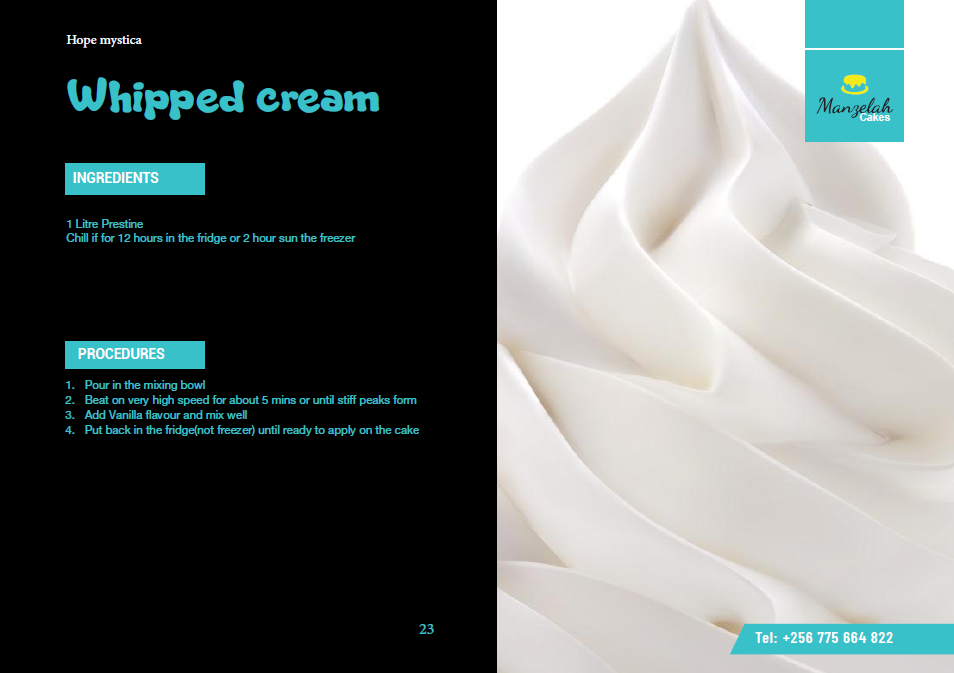 Hope mystica
Whipped cream
INGREDIENTS
1 Litre Prestine
Chill if for 12 hours in the fridge or 2 hour sun the freezer
PROCEDURES
1. Pour in the mixing bowl
2. Beat on very high speed for about 5 mins or until stiff peaks form
3. Add Vanilla flavour and mix well
4. Put back in the fridge(not freezer) until ready to apply on the cake
23
Manzelah
Cakes
Tel: +256 775 664 822